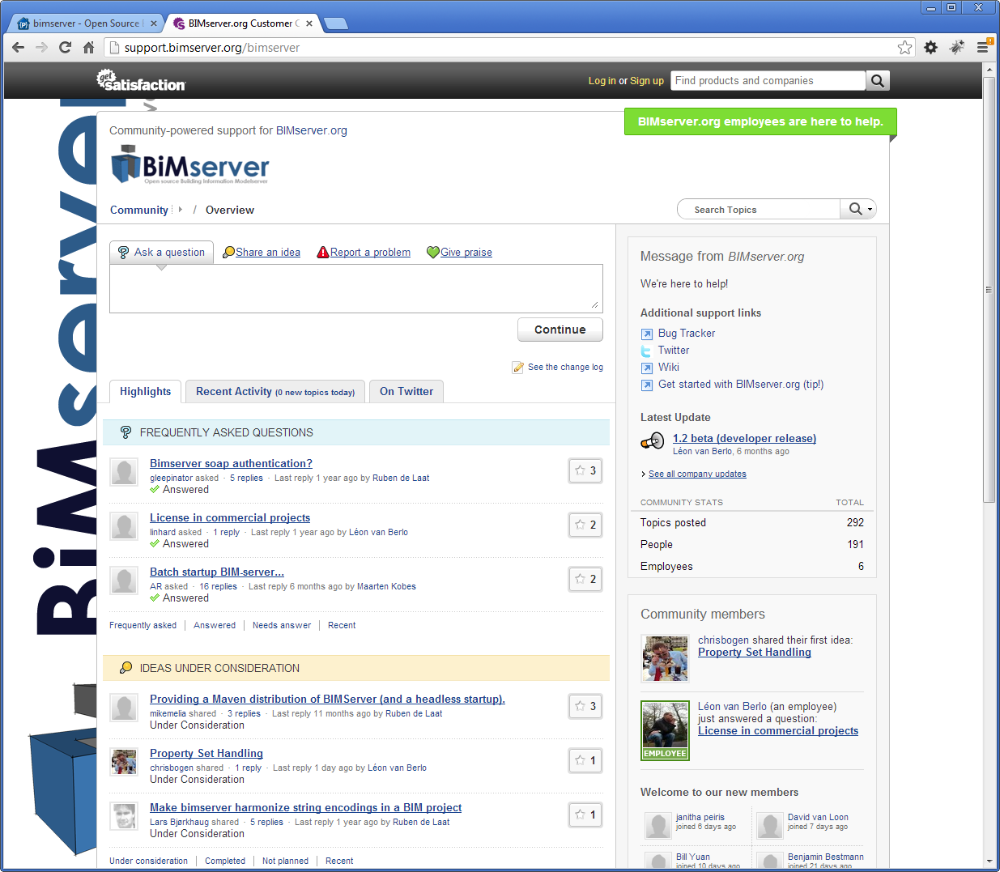 bimserver - Open Source
BIMserver.org Customer
support.bimserver.org/bimserver
get satisfaction
Log in or Sign up
Find products and companies
BIMserver.org employees are here to help.
Community-powered support for BIMserver.org
BiMserver
Open source Building Information Modelserver
Community / Overview
Search Topics
Ask a question
Share an idea
Report a problem
Give praise
Continue
See the change log
Highlights
Recent Activity (0 new topics today)
On Twitter
FREQUENTLY ASKED QUESTIONS
Bimserver soap authentication?
gleepinator asked · 5 replies · Last reply 1 year ago by Ruben de Laat
Answered
3
License in commercial projects
linhard asked · 1 reply · Last reply 1 year ago by Léon van Berlo
Answered
2
Batch startup BIM-server...
AR asked · 16 replies · Last reply 6 months ago by Maarten Kobes
Answered
2
Frequently asked | Answered | Needs answer | Recent
IDEAS UNDER CONSIDERATION
Providing a Maven distribution of BIMServer (and a headless startup).
mikemelia shared · 3 replies · Last reply 11 months ago by Ruben de Laat
Under Consideration
3
Property Set Handling
chrisbogen shared · 1 reply · Last reply 1 day ago by Léon van Berlo
Under Consideration
1
Make bimserver harmonize string encodings in a BIM project
Lars Bjørkhaug shared · 5 replies · Last reply 1 year ago by Ruben de Laat
Under Consideration
1
Under consideration | Completed | Not planned | Recent
Message from BIMserver.org
We're here to help!
Additional support links
Bug Tracker
Twitter
Wiki
Get started with BIMserver.org (tip!)
Latest Update
1.2 beta (developer release)
Léon van Berlo, 6 months ago
See all company updates
COMMUNITY STATS TOTAL
Topics posted 292
People 191
Employees 6
Community members
chrisbogen shared their first idea:
Property Set Handling
Léon van Berlo (an employee)
just answered a question:
License in commercial projects
EMPLOYEE
Welcome to our new members
janitha peiris
joined 6 days ago
David van Loon
joined 7 days ago
Bill Yuan
joined 10 days ago
Benjamin Bestmann
joined 21 days ago
BiMserver